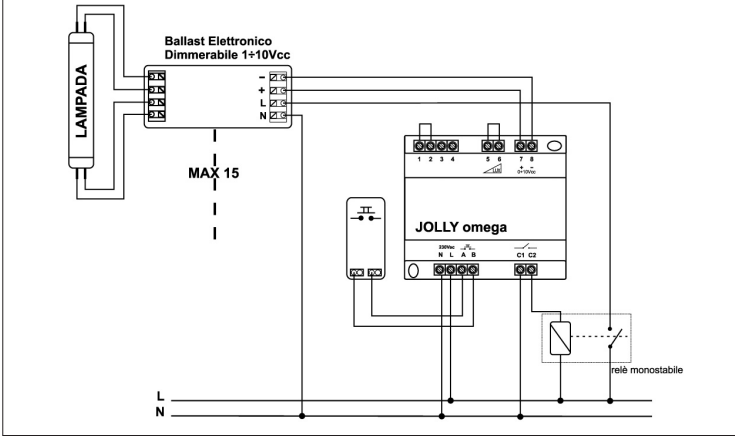 Ballast Elettronico
Dimmerabile 1÷10Vcc
LAMPADA
–
+
L
N
MAX 15
1 2 3 4 5 6 7 8
LUX
+ –
0÷10Vcc
JOLLY omega
230Vac
N L A B C1 C2
relè monostabile
L
N